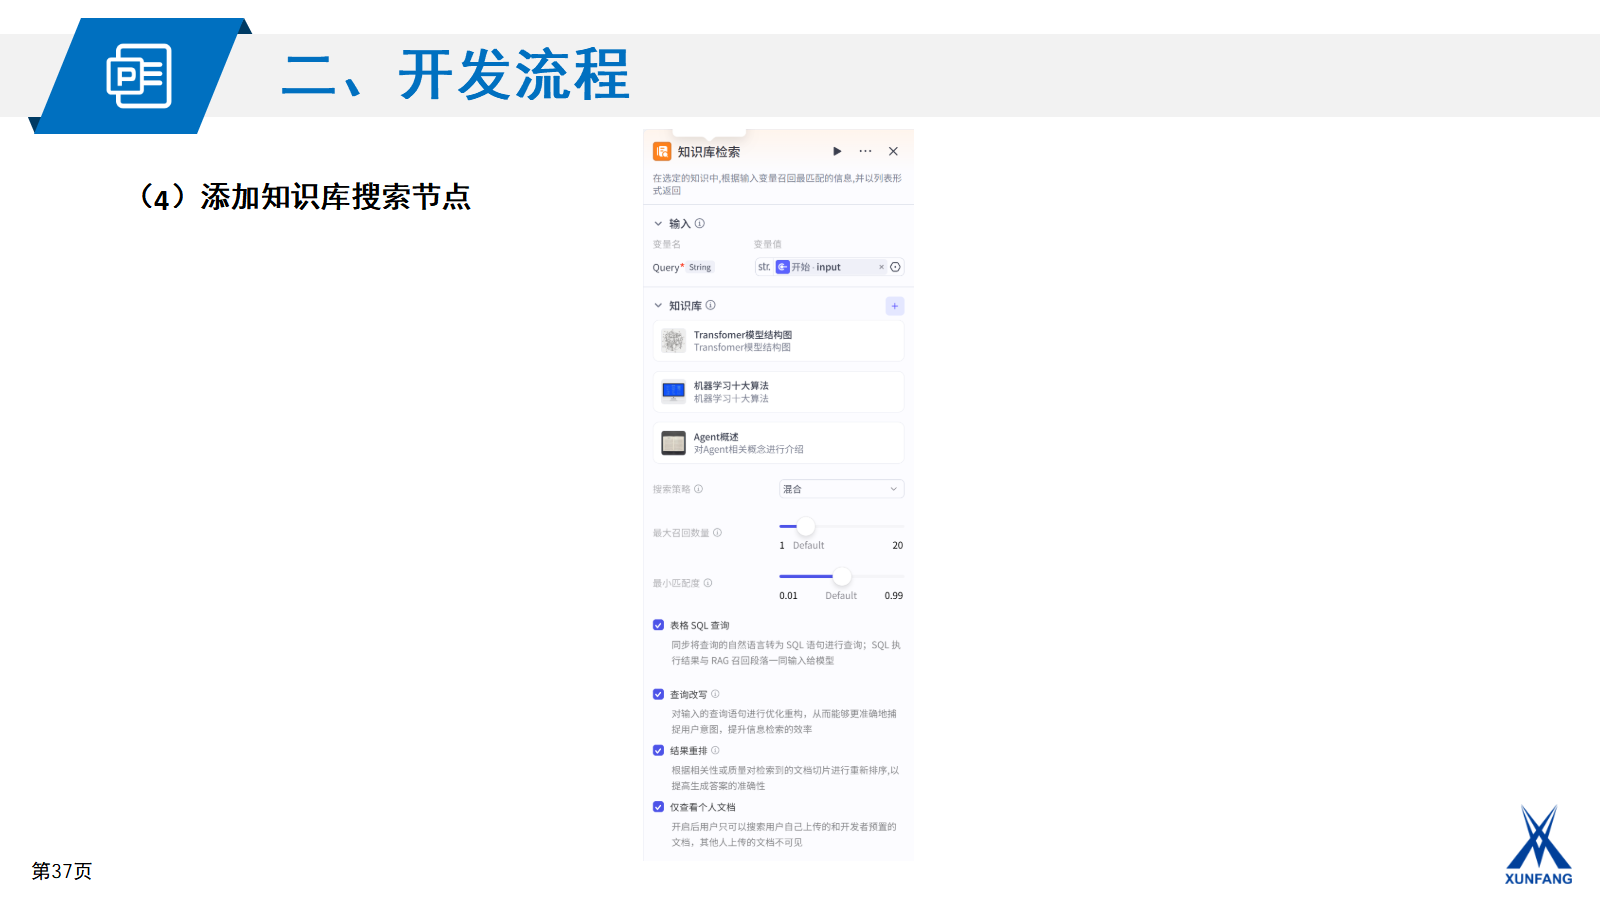 二、开发流程
（4）添加知识库搜索节点
知识库检索
在选定的知识中,根据输入变量召回最匹配的信息,并以列表形
式返回
输入
变量名 变量值
Query* String str. 开始 · input
知识库
Transfomer模型结构图
Transfomer模型结构图
机器学习十大算法
机器学习十大算法
Agent概述
对Agent相关概念进行介绍
搜索策略 混合
最大召回数量
1 Default 20
最小匹配度
0.01 Default 0.99
表格 SQL 查询
同步将查询的自然语言转为 SQL 语句进行查询；SQL 执
行结果与 RAG 召回段落一同输入给模型
查询改写
对输入的查询语句进行优化重构，从而能够更准确地捕
捉用户意图，提升信息检索的效率
结果重排
根据相关性或质量对检索到的文档切片进行重新排序,以
提高生成答案的准确性
仅查看个人文档
开启后用户只可以搜索用户自己上传的和开发者预置的
文档，其他人上传的文档不可见
第37页
XUNFANG